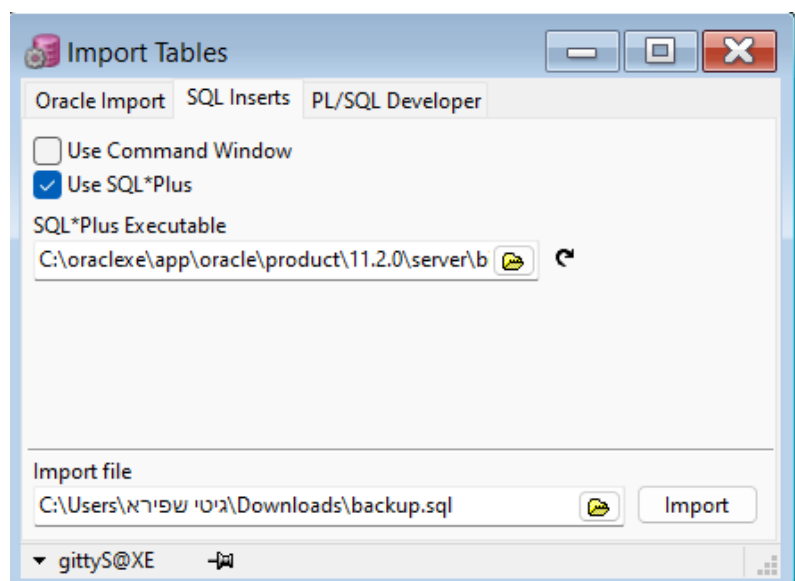 Import Tables
Oracle Import SQL Inserts PL/SQL Developer
Use Command Window
Use SQL*Plus
SQL*Plus Executable
C:\oraclexe\app\oracle\product\11.2.0\server\b
Import file
C:\Users\גיטי שפירא\Downloads\backup.sql Import
gittyS@XE